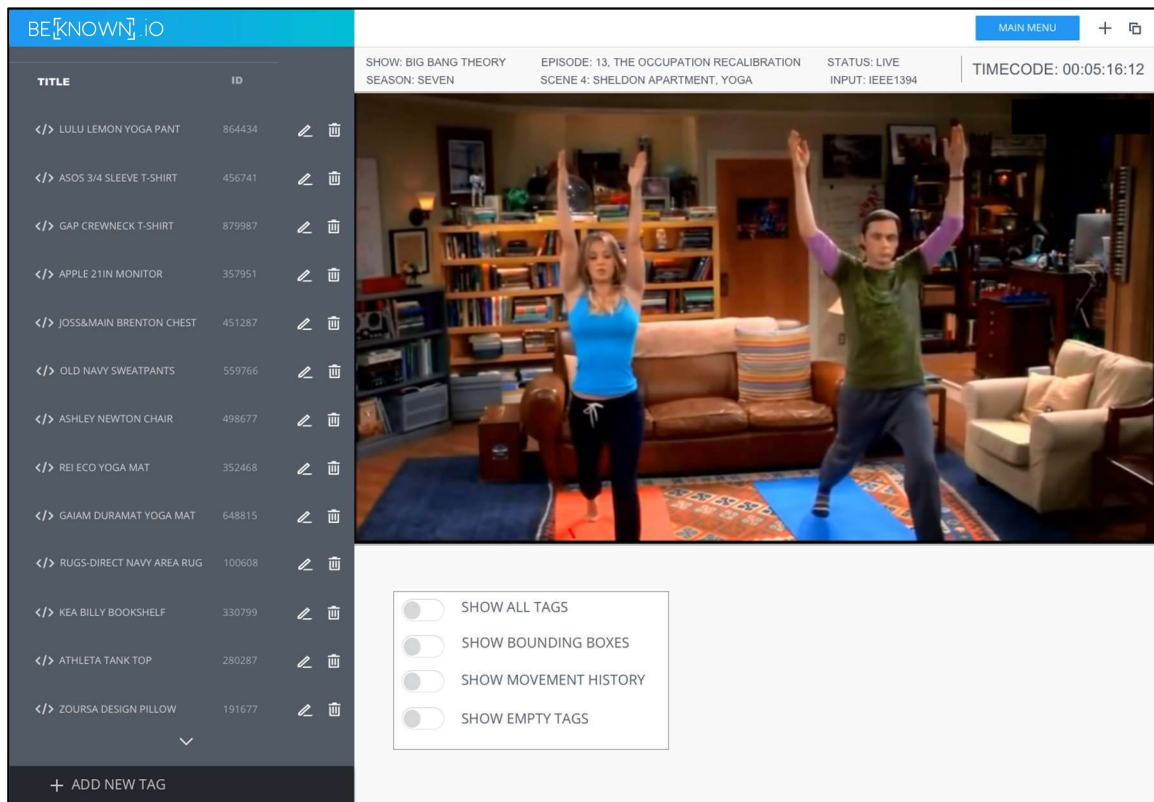 BE[KNOWN].iO
MAIN MENU
SHOW: BIG BANG THEORY
SEASON: SEVEN
EPISODE: 13, THE OCCUPATION RECALIBRATION
SCENE 4: SHELDON APARTMENT, YOGA
STATUS: LIVE
INPUT: IEEE1394
TIMECODE: 00:05:16:12
TITLE ID
</> LULU LEMON YOGA PANT 864434
</> ASOS 3/4 SLEEVE T-SHIRT 456741
</> GAP CREWNECK T-SHIRT 879987
</> APPLE 21IN MONITOR 357951
</> JOSS&MAIN BRENTON CHEST 451287
</> OLD NAVY SWEATPANTS 559766
</> ASHLEY NEWTON CHAIR 498677
</> REI ECO YOGA MAT 352468
</> GAIAM DURAMAT YOGA MAT 648815
</> RUGS-DIRECT NAVY AREA RUG 100608
</> KEA BILLY BOOKSHELF 330799
</> ATHLETA TANK TOP 280287
</> ZOURSA DESIGN PILLOW 191677
+ ADD NEW TAG
SHOW ALL TAGS
SHOW BOUNDING BOXES
SHOW MOVEMENT HISTORY
SHOW EMPTY TAGS